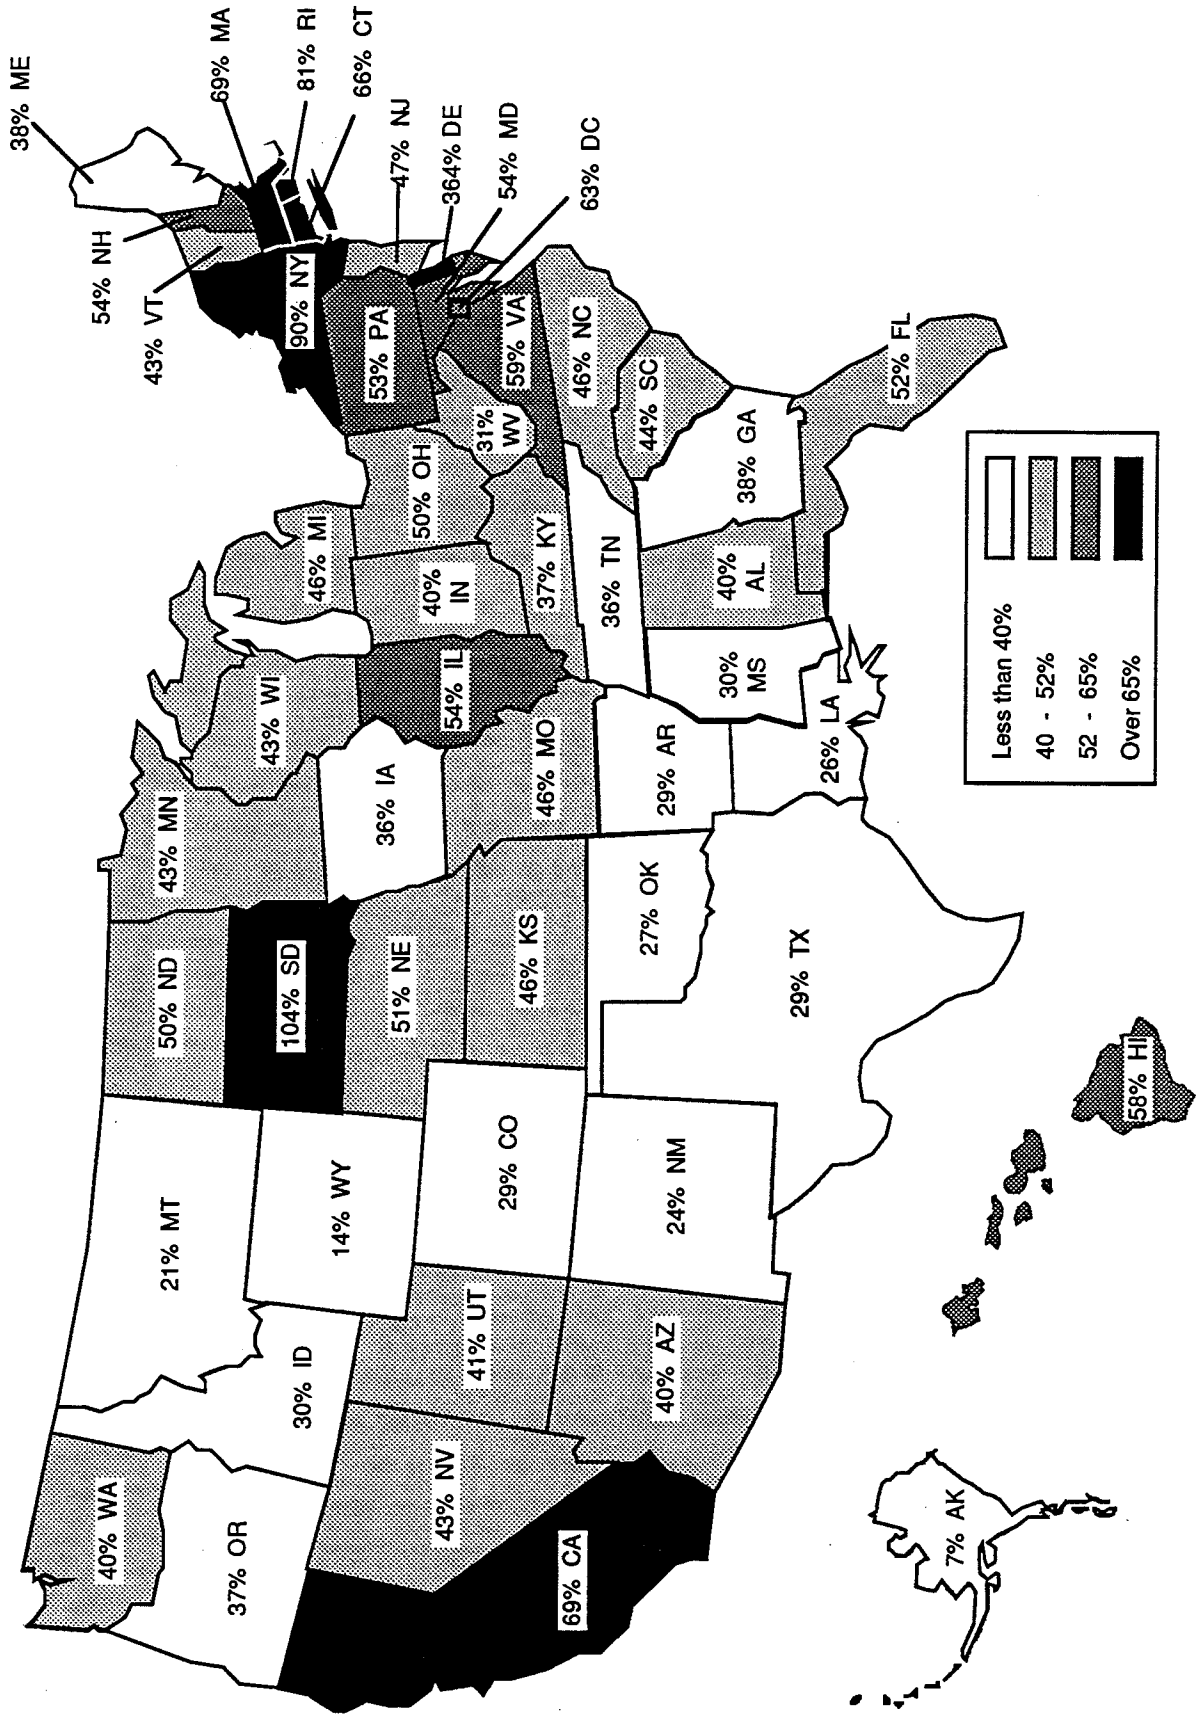 38% ME
69% MA
81% RI
66% CT
54% NH
43% VT
47% NJ
364% DE
54% MD
63% DC
90% NY
53% PA
59% VA
31%
WV
46% NC
44% SC
38% GA
52% FL
50% OH
46% MI
40%
IN
37% KY
36% TN
40%
AL
30%
MS
54% IL
43% WI
43% MN
36% IA
46% MO
29% AR
26% LA
50% ND
104% SD
51% NE
46% KS
27% OK
29% TX
21% MT
14% WY
29% CO
24% NM
30% ID
41% UT
40% AZ
40% WA
37% OR
43% NV
69% CA
7% AK
58% HI
Less than 40%
40 - 52%
52 - 65%
Over 65%